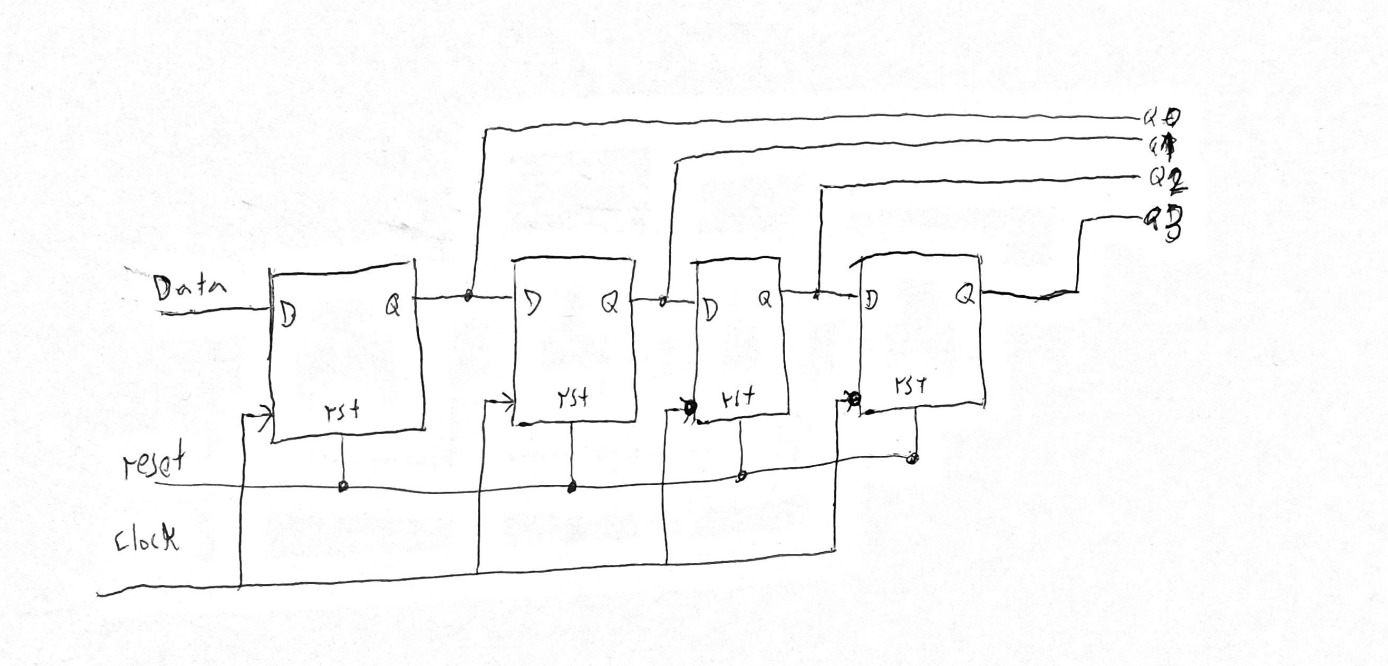 Q0
Q1
Q2
Q3
Data
D Q D Q D Q D Q
rst rst rst rst
reset
Clock